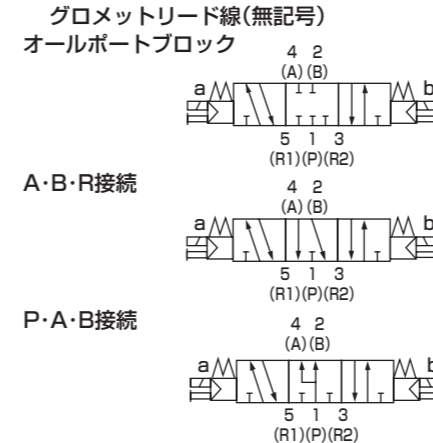 グロメットリード線(無記号)
オールポートブロック
4 2
(A)(B)
a b
5 1 3
(R1)(P)(R2)
A･B･R接続
4 2
(A)(B)
a b
5 1 3
(R1)(P)(R2)
P･A･B接続
4 2
(A)(B)
a b
5 1 3
(R1)(P)(R2)